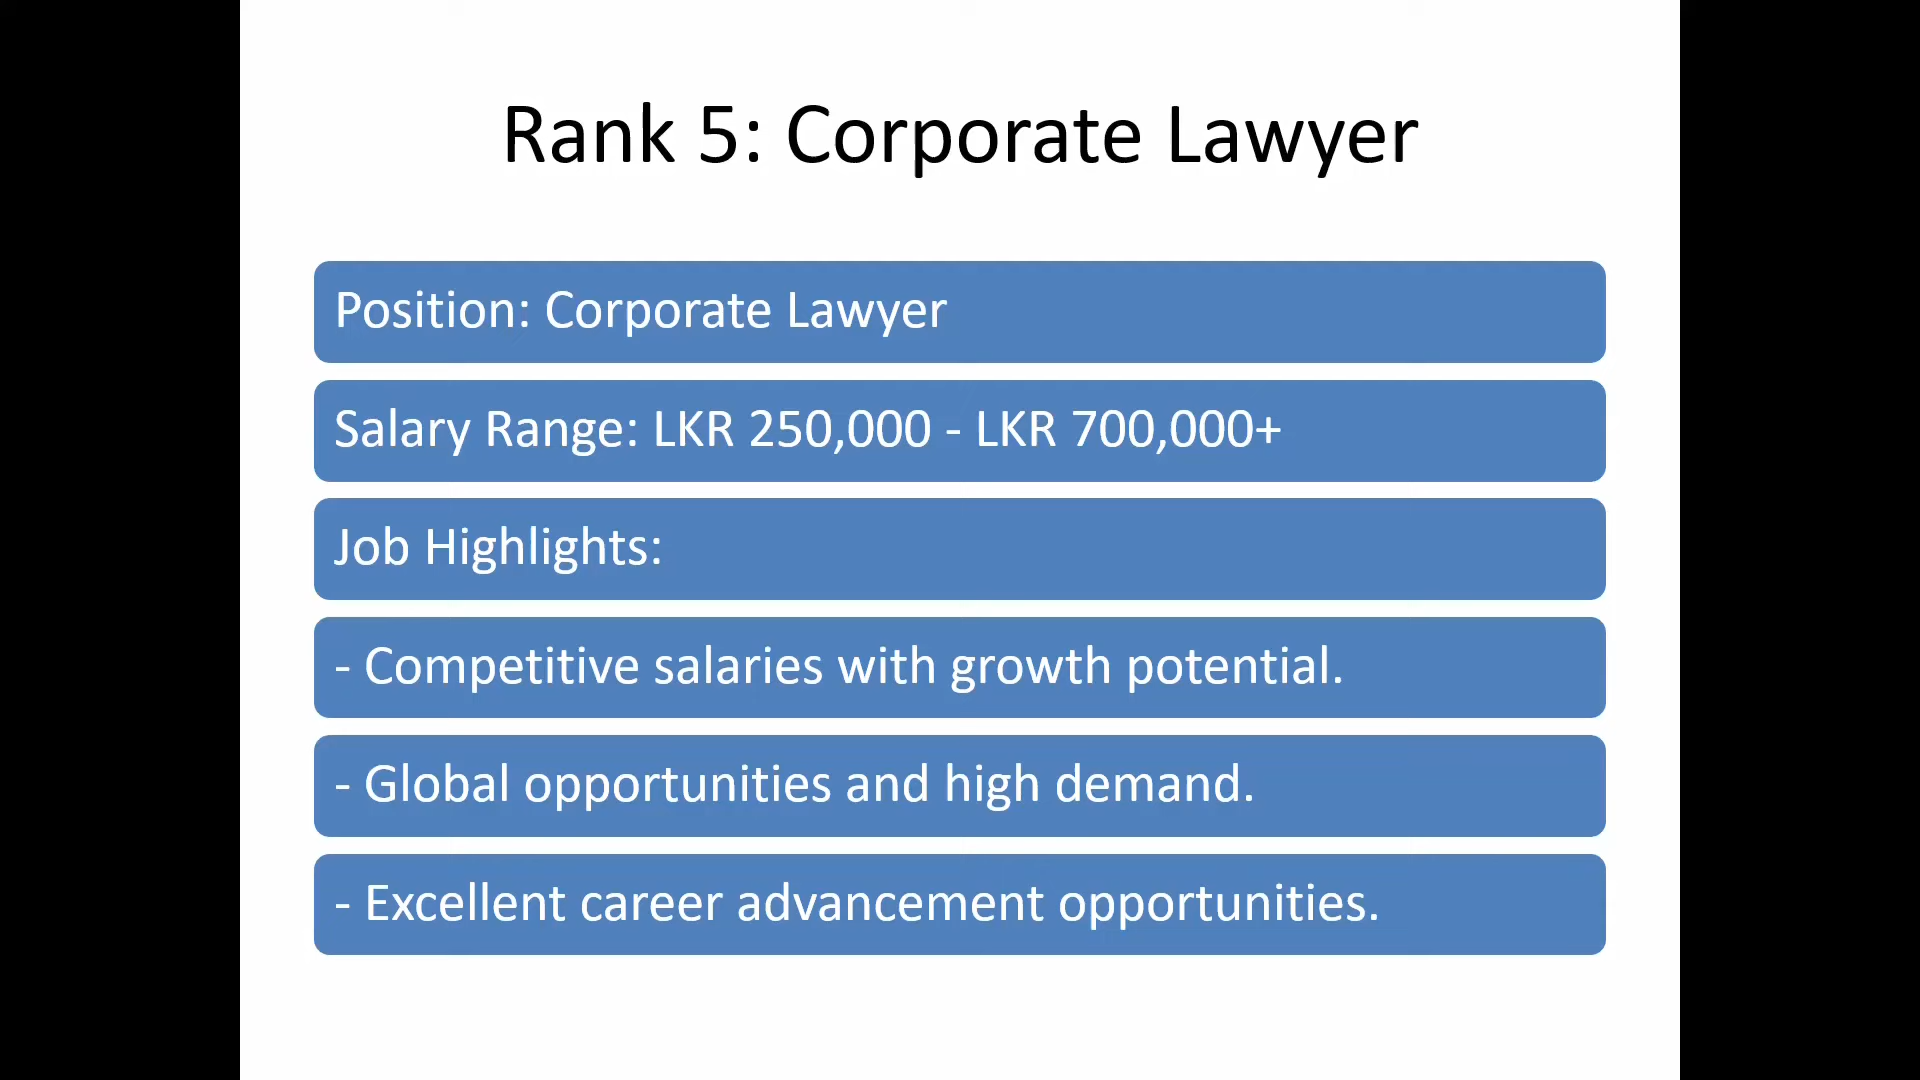 Rank 5: Corporate Lawyer
Position: Corporate Lawyer
Salary Range: LKR 250,000 - LKR 700,000+
Job Highlights:
- Competitive salaries with growth potential.
- Global opportunities and high demand.
- Excellent career advancement opportunities.